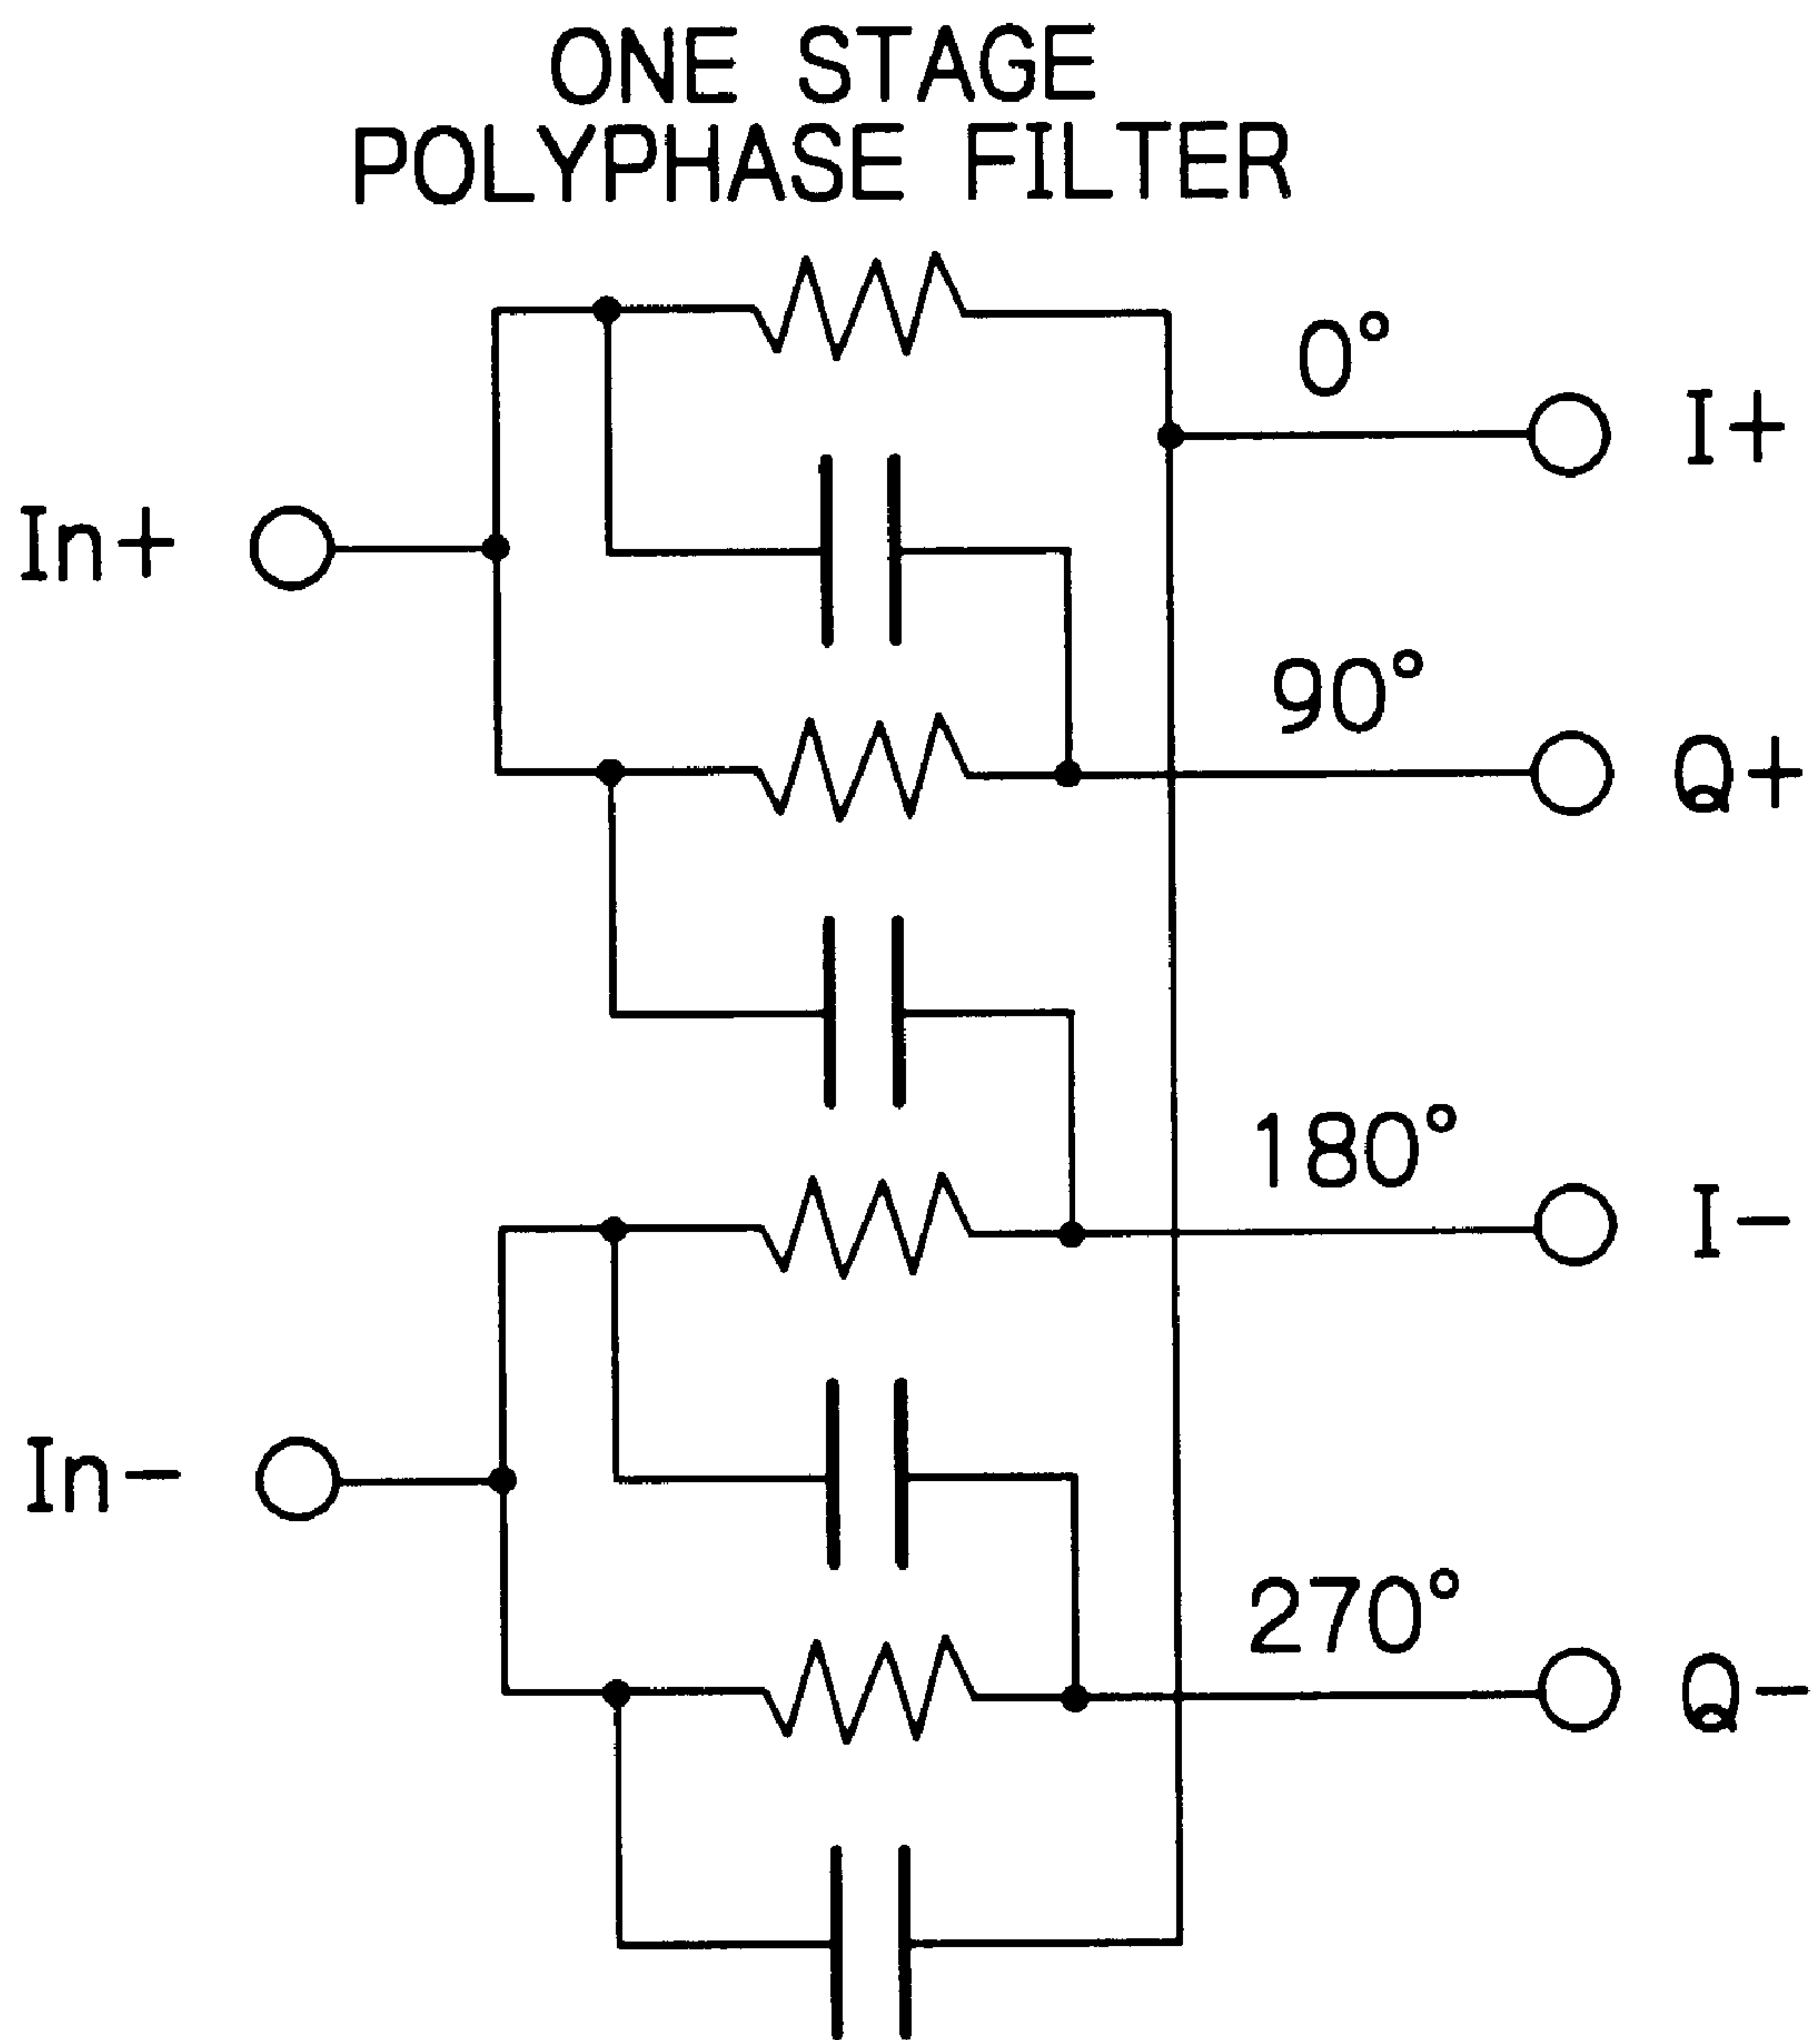 ONE STAGE
POLYPHASE FILTER
0°
I+
In+
90°
Q+
180°
I-
In-
270°
Q-